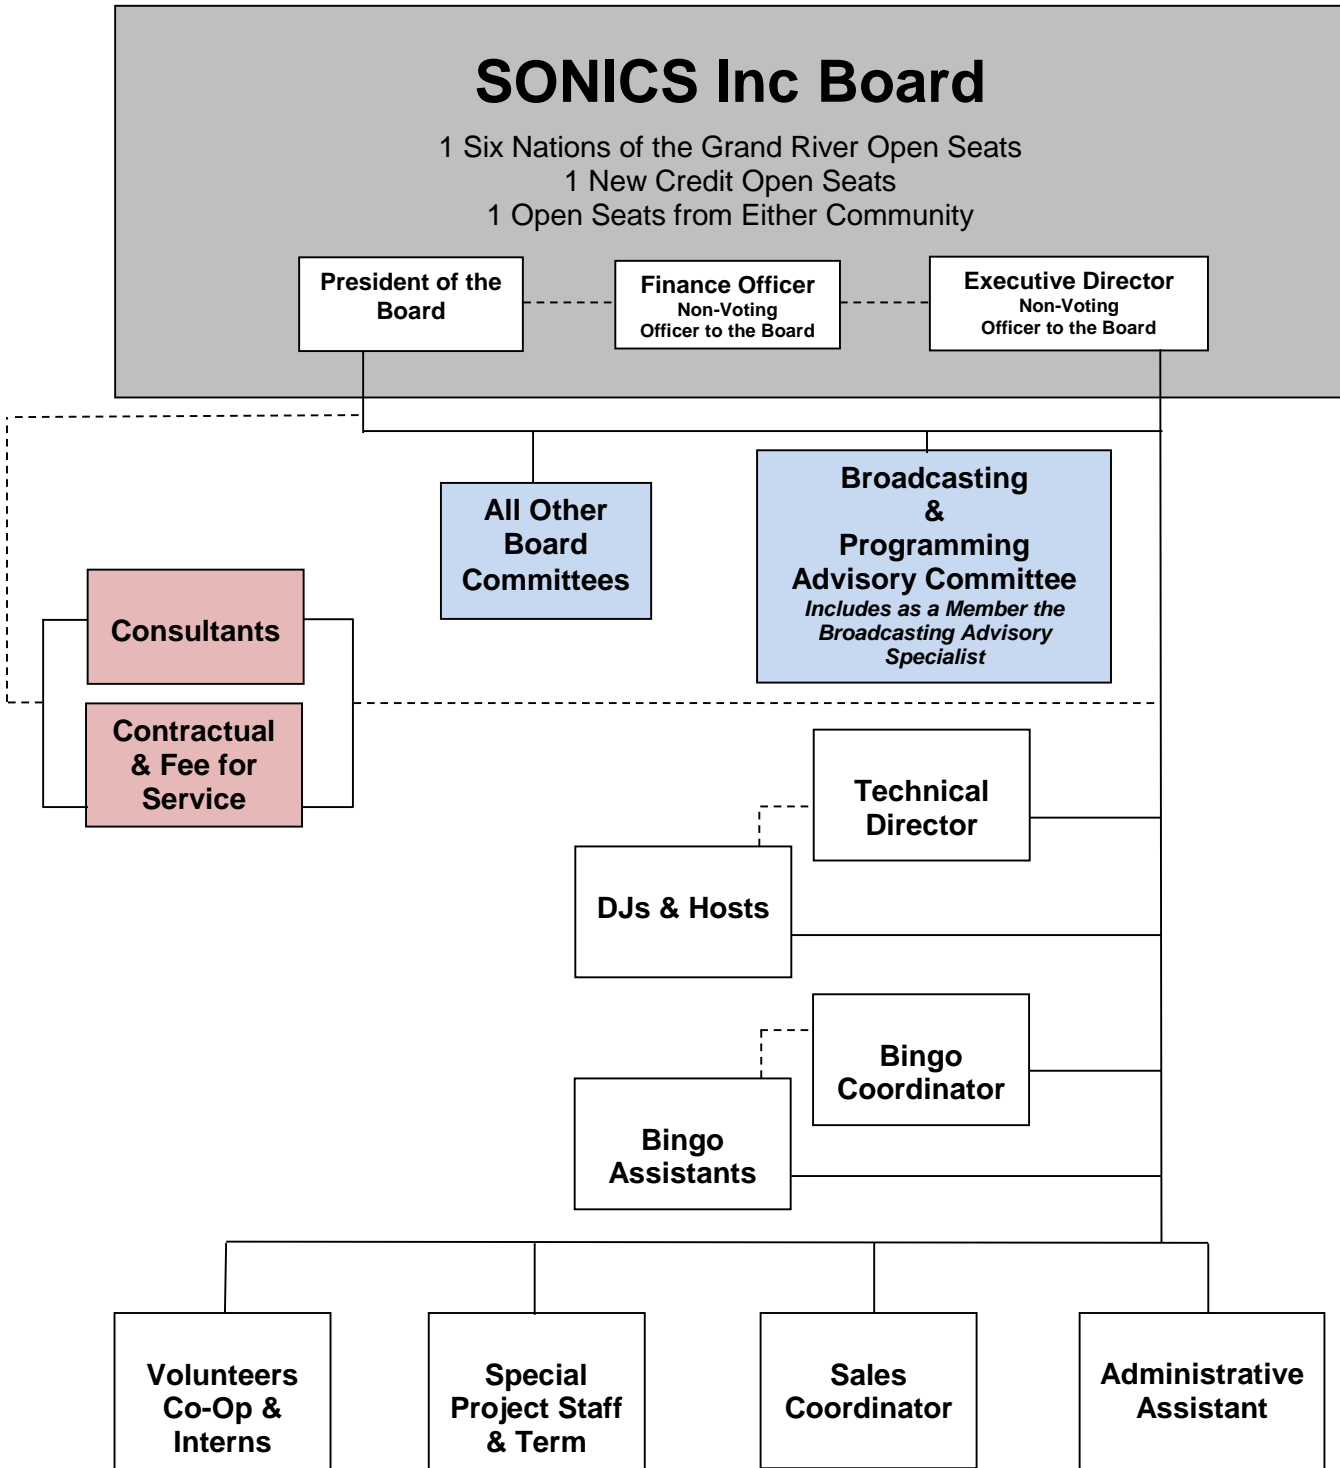 SONICS Inc Board
1 Six Nations of the Grand River Open Seats
1 New Credit Open Seats
1 Open Seats from Either Community
President of the
Board
Finance Officer
Non-Voting
Officer to the Board
Executive Director
Non-Voting
Officer to the Board
All Other
Board
Committees
Broadcasting
&
Programming
Advisory Committee
Includes as a Member the
Broadcasting Advisory
Specialist
Consultants
Contractual
& Fee for
Service
Technical
Director
DJs & Hosts
Bingo
Coordinator
Bingo
Assistants
Volunteers
Co-Op &
Interns
Special
Project Staff
& Term
Sales
Coordinator
Administrative
Assistant